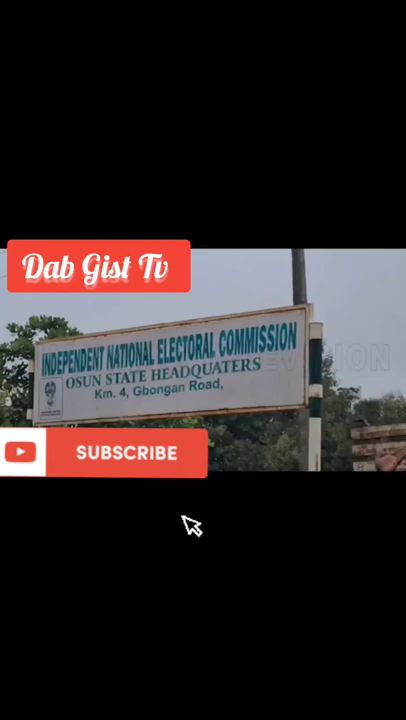 Dab Gist Tv
INDEPENDENT NATIONAL ELECTORAL COMMISSION
OSUN STATE HEADQUATERS
Km. 4, Gbongan Road,
SUBSCRIBE